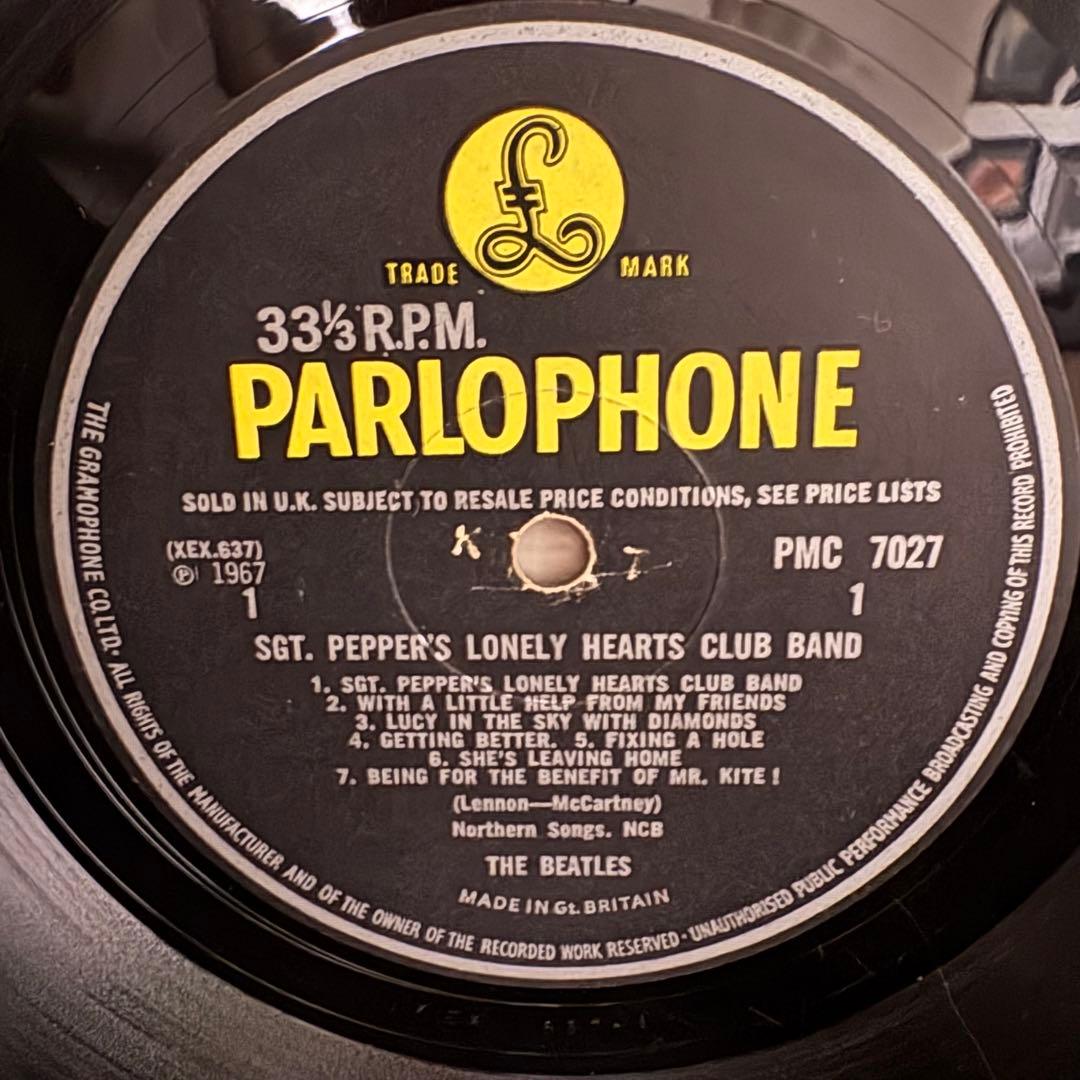 £
TRADE MARK
33⅓ R.P.M.
PARLOPHONE
SOLD IN U.K. SUBJECT TO RESALE PRICE CONDITIONS, SEE PRICE LISTS
K T
(XEX.637)
℗ 1967
1
PMC 7027
1
SGT. PEPPER'S LONELY HEARTS CLUB BAND
1. SGT. PEPPER'S LONELY HEARTS CLUB BAND
2. WITH A LITTLE HELP FROM MY FRIENDS
3. LUCY IN THE SKY WITH DIAMONDS
4. GETTING BETTER. 5. FIXING A HOLE
6. SHE'S LEAVING HOME
7. BEING FOR THE BENEFIT OF MR. KITE!
(Lennon—McCartney)
Northern Songs. NCB
THE BEATLES
MADE IN Gt. BRITAIN
THE GRAMOPHONE CO.LTD. · ALL RIGHTS OF THE MANUFACTURER AND OF THE OWNER OF THE RECORDED WORK RESERVED · UNAUTHORISED PUBLIC PERFORMANCE BROADCASTING AND COPYING OF THIS RECORD PROHIBITED